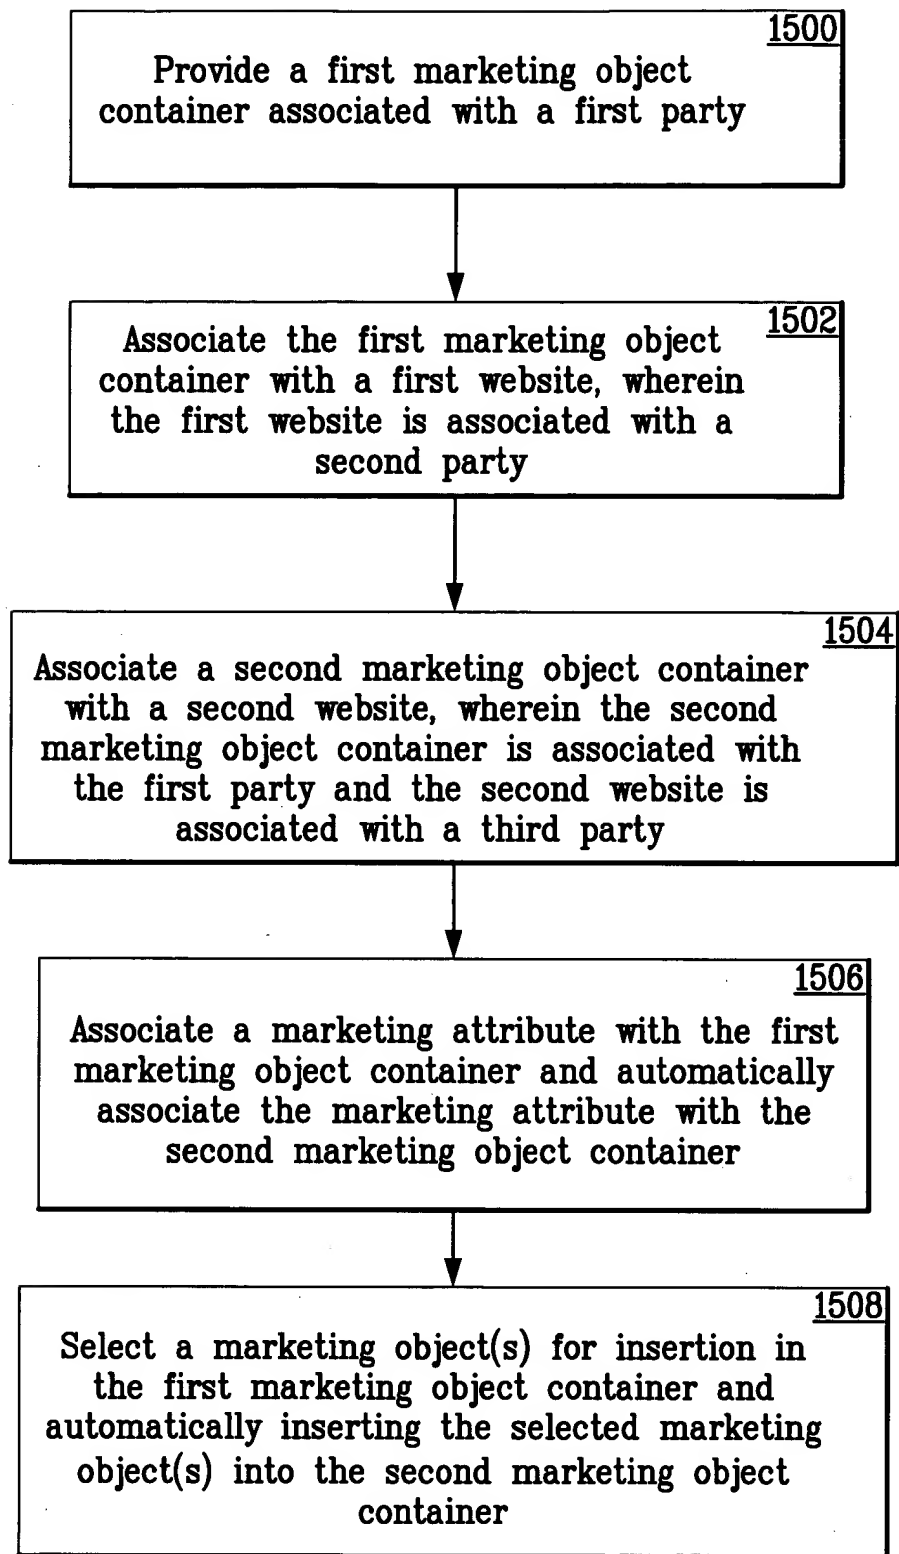 1500
Provide a first marketing object
container associated with a first party
1502
Associate the first marketing object
container with a first website, wherein
the first website is associated with a
second party
1504
Associate a second marketing object container
with a second website, wherein the second
marketing object container is associated with
the first party and the second website is
associated with a third party
1506
Associate a marketing attribute with the first
marketing object container and automatically
associate the marketing attribute with the
second marketing object container
1508
Select a marketing object(s) for insertion in
the first marketing object container and
automatically inserting the selected marketing
object(s) into the second marketing object
container